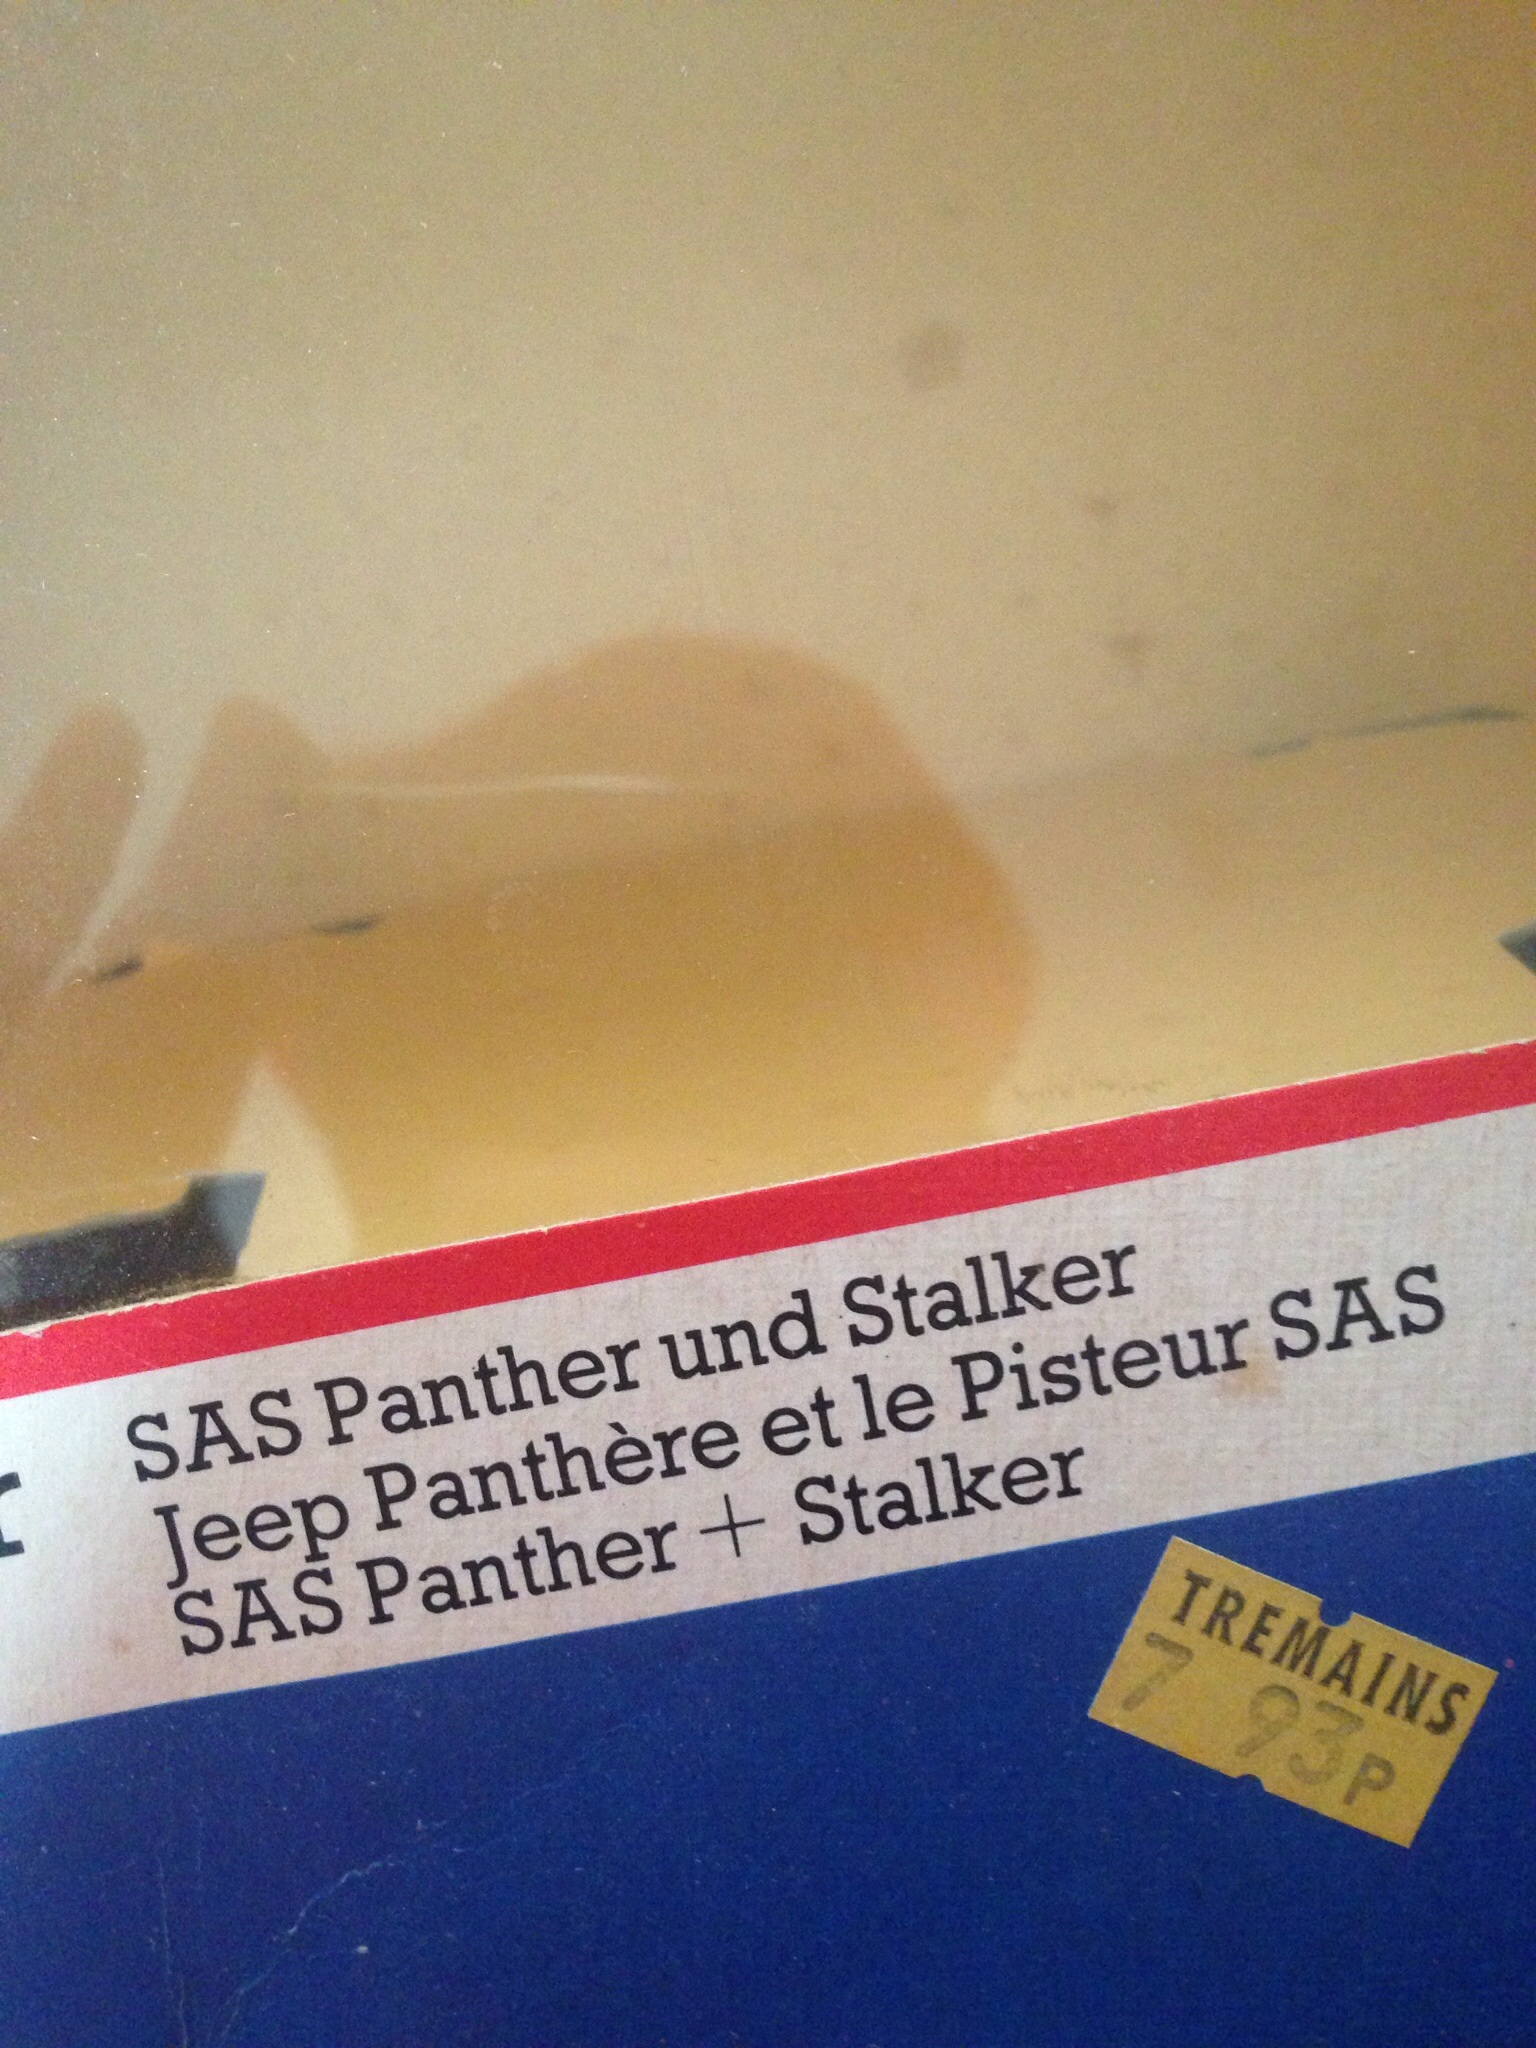 r
SAS Panther und Stalker
Jeep Panthère et le Pisteur SAS
SAS Panther + Stalker
TREMAINS
7 93P